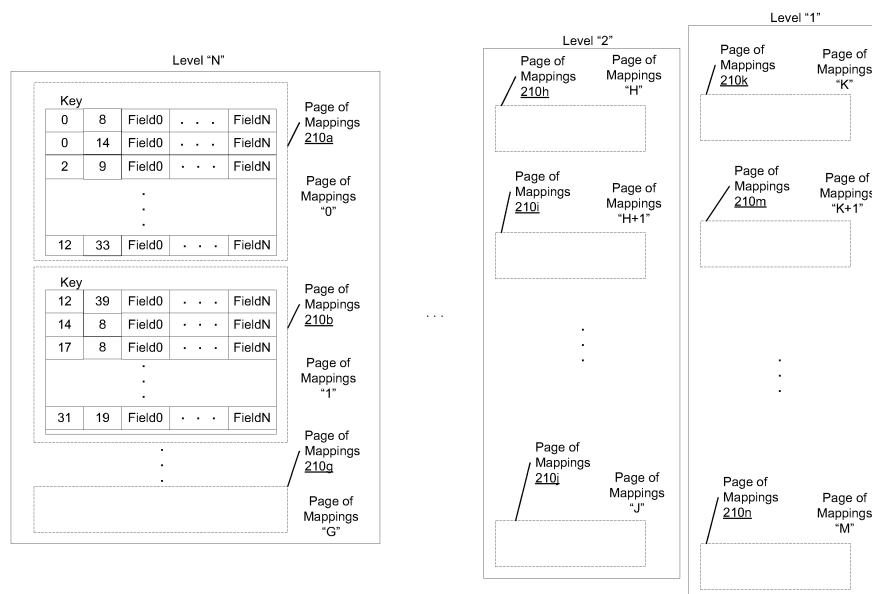 Level “N”
Key
0 8 Field0 . . . FieldN
0 14 Field0 . . . FieldN
2 9 Field0 . . . FieldN
.
.
.
12 33 Field0 . . . FieldN
Page of
Mappings
210a
Page of
Mappings
“0”
Key
12 39 Field0 . . . FieldN
14 8 Field0 . . . FieldN
17 8 Field0 . . . FieldN
.
.
.
31 19 Field0 . . . FieldN
Page of
Mappings
210b
Page of
Mappings
“1”
.
.
.
Page of
Mappings
210g
Page of
Mappings
“G”
. . .
Level “2”
Page of
Mappings
210h
Page of
Mappings
“H”
Page of
Mappings
210i
Page of
Mappings
“H+1”
.
.
.
Page of
Mappings
210j
Page of
Mappings
“J”
Level “1”
Page of
Mappings
210k
Page of
Mappings
“K”
Page of
Mappings
210m
Page of
Mappings
“K+1”
.
.
.
Page of
Mappings
210n
Page of
Mappings
“M”